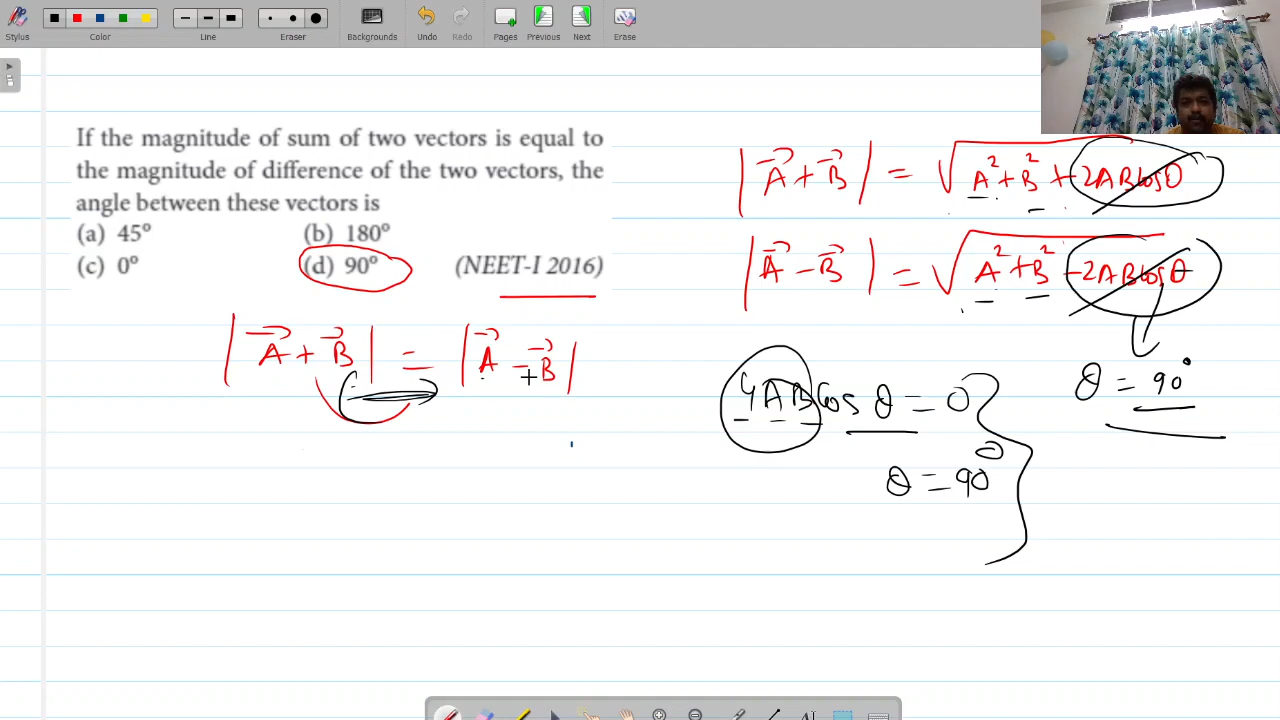 Stylus Color Line Eraser Backgrounds Undo Redo Pages Previous Next Erase
If the magnitude of sum of two vectors is equal to
the magnitude of difference of the two vectors, the
angle between these vectors is
(a) 45° (b) 180°
(c) 0° (d) 90° (NEET-I 2016)
|A⃗ + B⃗| = |A⃗ − B⃗|
|A⃗ + B⃗| = √A² + B² + 2AB cosθ
|A⃗ − B⃗| = √A² + B² − 2AB cosθ
θ = 90°
4AB cos θ = 0
θ = 90°